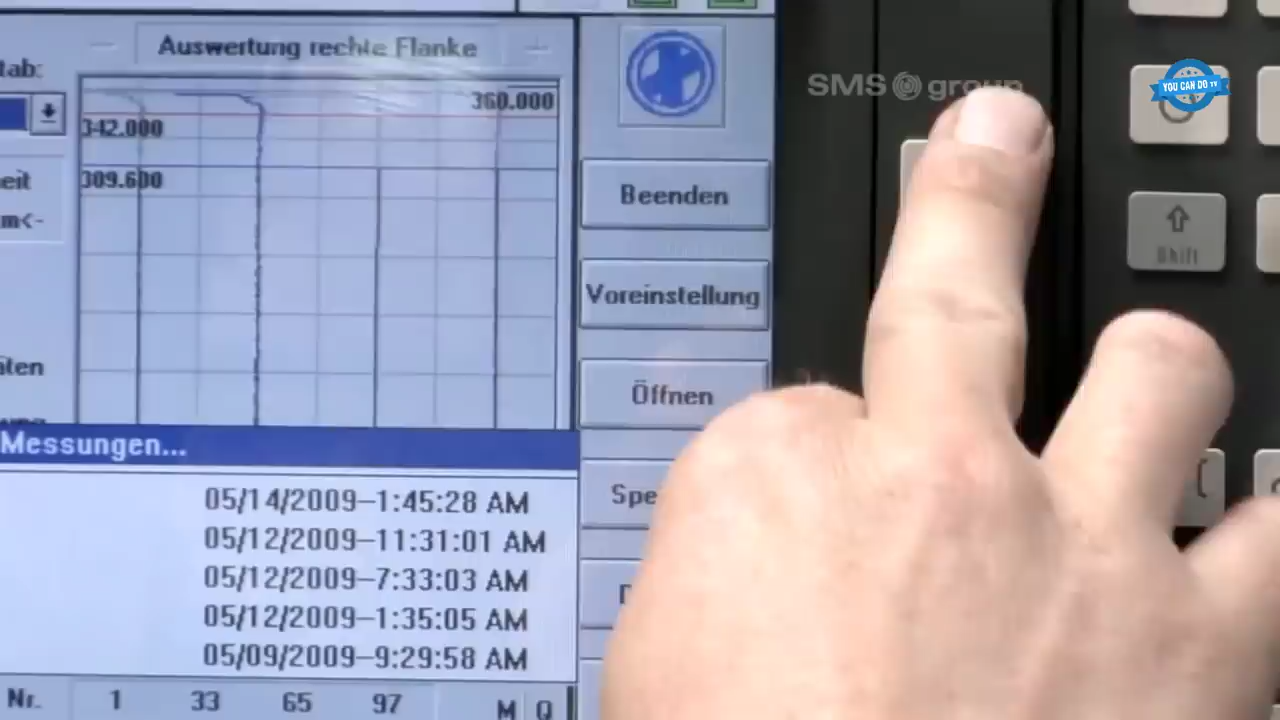 Auswertung rechte Flanke
tab:
360.000
342.000
309.600
eit
m<-
äten
Messungen...
05/14/2009–1:45:28 AM
05/12/2009–11:31:01 AM
05/12/2009–7:33:03 AM
05/12/2009–1:35:05 AM
05/09/2009–9:29:58 AM
Nr. 1 33 65 97 M Q
Beenden
Voreinstellung
Öffnen
Spe
SMS group
YOU CAN DO TV
Shift